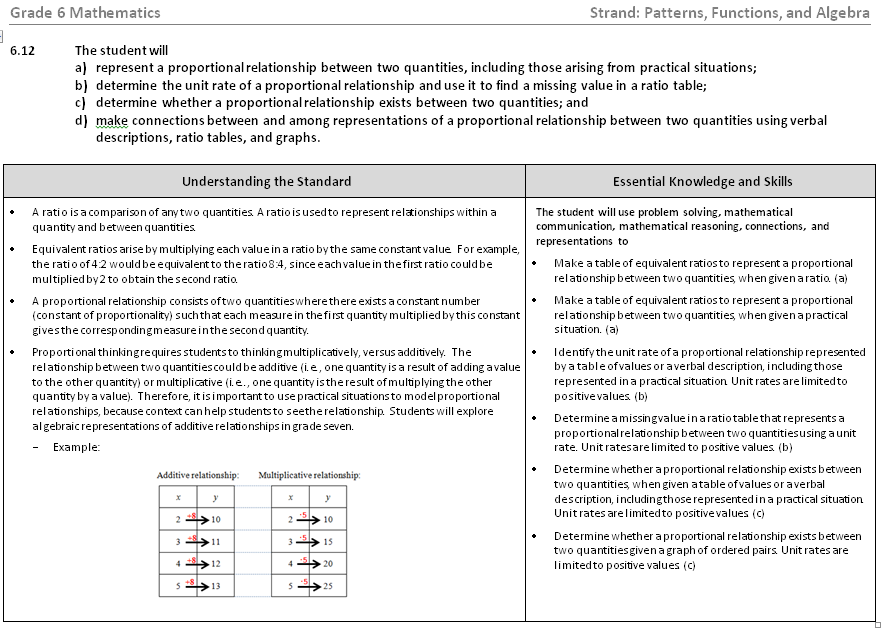 Grade 6 Mathematics
Strand: Patterns, Functions, and Algebra
6.12 The student will
a) represent a proportional relationship between two quantities, including those arising from practical situations;
b) determine the unit rate of a proportional relationship and use it to find a missing value in a ratio table;
c) determine whether a proportional relationship exists between two quantities; and
d) make connections between and among representations of a proportional relationship between two quantities using verbal
descriptions, ratio tables, and graphs.
Understanding the Standard
• A ratio is a comparison of any two quantities. A ratio is used to represent relationships within a
quantity and between quantities.
• Equivalent ratios arise by multiplying each value in a ratio by the same constant value. For example,
the ratio of 4:2 would be equivalent to the ratio 8:4, since each value in the first ratio could be
multiplied by 2 to obtain the second ratio.
• A proportional relationship consists of two quantities where there exists a constant number
(constant of proportionality) such that each measure in the first quantity multiplied by this constant
gives the corresponding measure in the second quantity.
• Proportional thinking requires students to thinking multiplicatively, versus additively. The
relationship between two quantities could be additive (i.e., one quantity is a result of adding a value
to the other quantity) or multiplicative (i.e.., one quantity is the result of multiplying the other
quantity by a value). Therefore, it is important to use practical situations to model proportional
relationships, because context can help students to see the relationship. Students will explore
algebraic representations of additive relationships in grade seven.
– Example:
Additive relationship:
x y
2 +8 10
3 +8 11
4 +8 12
5 +8 13
Multiplicative relationship:
x y
2 ·5 10
3 ·5 15
4 ·5 20
5 ·5 25
Essential Knowledge and Skills
The student will use problem solving, mathematical
communication, mathematical reasoning, connections, and
representations to
• Make a table of equivalent ratios to represent a proportional
relationship between two quantities, when given a ratio. (a)
• Make a table of equivalent ratios to represent a proportional
relationship between two quantities, when given a practical
situation. (a)
• Identify the unit rate of a proportional relationship represented
by a table of values or a verbal description, including those
represented in a practical situation. Unit rates are limited to
positive values. (b)
• Determine a missing value in a ratio table that represents a
proportional relationship between two quantities using a unit
rate. Unit rates are limited to positive values. (b)
• Determine whether a proportional relationship exists between
two quantities, when given a table of values or a verbal
description, including those represented in a practical situation.
Unit rates are limited to positive values. (c)
• Determine whether a proportional relationship exists between
two quantities given a graph of ordered pairs. Unit rates are
limited to positive values. (c)